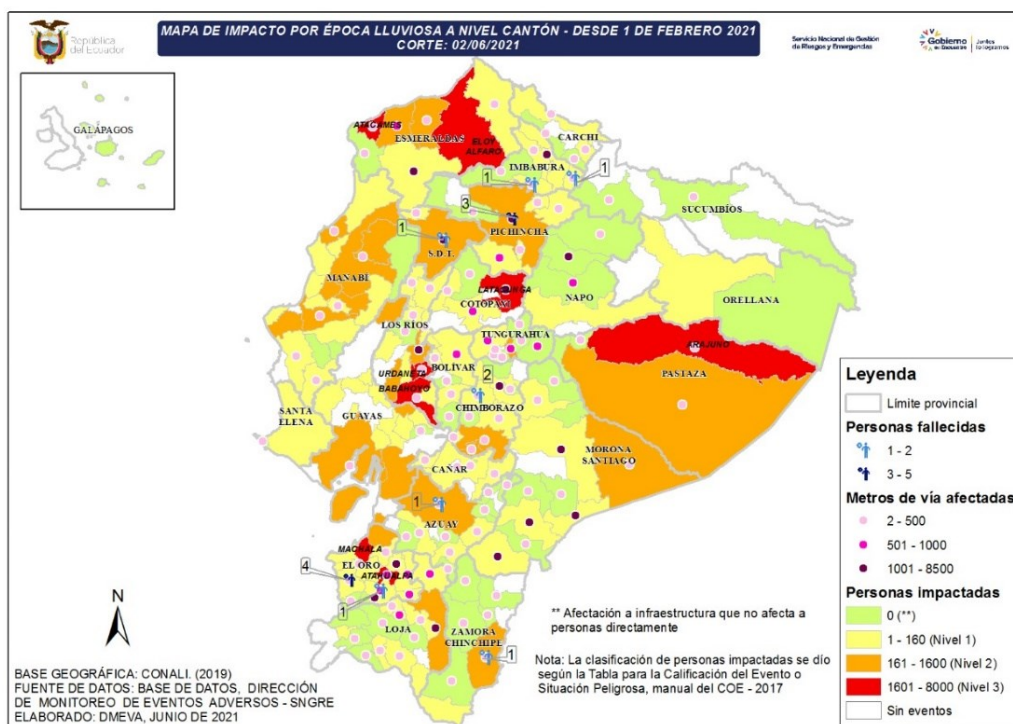 República
del Ecuador
MAPA DE IMPACTO POR ÉPOCA LLUVIOSA A NIVEL CANTÓN - DESDE 1 DE FEBRERO 2021
CORTE: 02/06/2021
Servicio Nacional de Gestión
de Riesgos y Emergencias
Gobierno
del Encuentro
Juntos
lo logramos
GALÁPAGOS
ATACAMES
ESMERALDAS
ELOY
ALFARO
CARCHI
IMBABURA
1
1
SUCUMBÍOS
3
PICHINCHA
1
S.D.T.
MANABÍ
LATACUNGA
COTOPAXI
NAPO
ORELLANA
LOS RÍOS
TUNGURAHUA
ARAJUNO
PASTAZA
URDANETA
BOLÍVAR
BABAHOYO
2
CHIMBORAZO
SANTA
ELENA
GUAYAS
MORONA
SANTIAGO
CAÑAR
1
AZUAY
MACHALA
EL ORO
4
ATAHUALPA
1
LOJA
ZAMORA
CHINCHIPE
1
N
** Afectación a infraestructura que no afecta a
personas directamente
Nota: La clasificación de personas impactadas se dío
según la Tabla para la Calificación del Evento o
Situación Peligrosa, manual del COE - 2017
BASE GEOGRÁFICA: CONALI. (2019)
FUENTE DE DATOS: BASE DE DATOS, DIRECCIÓN
DE MONITOREO DE EVENTOS ADVERSOS - SNGRE
ELABORADO: DMEVA, JUNIO DE 2021
Leyenda
Límite provincial
Personas fallecidas
1 - 2
3 - 5
Metros de vía afectadas
2 - 500
501 - 1000
1001 - 8500
Personas impactadas
0 (**)
1 - 160 (Nivel 1)
161 - 1600 (Nivel 2)
1601 - 8000 (Nivel 3)
Sin eventos